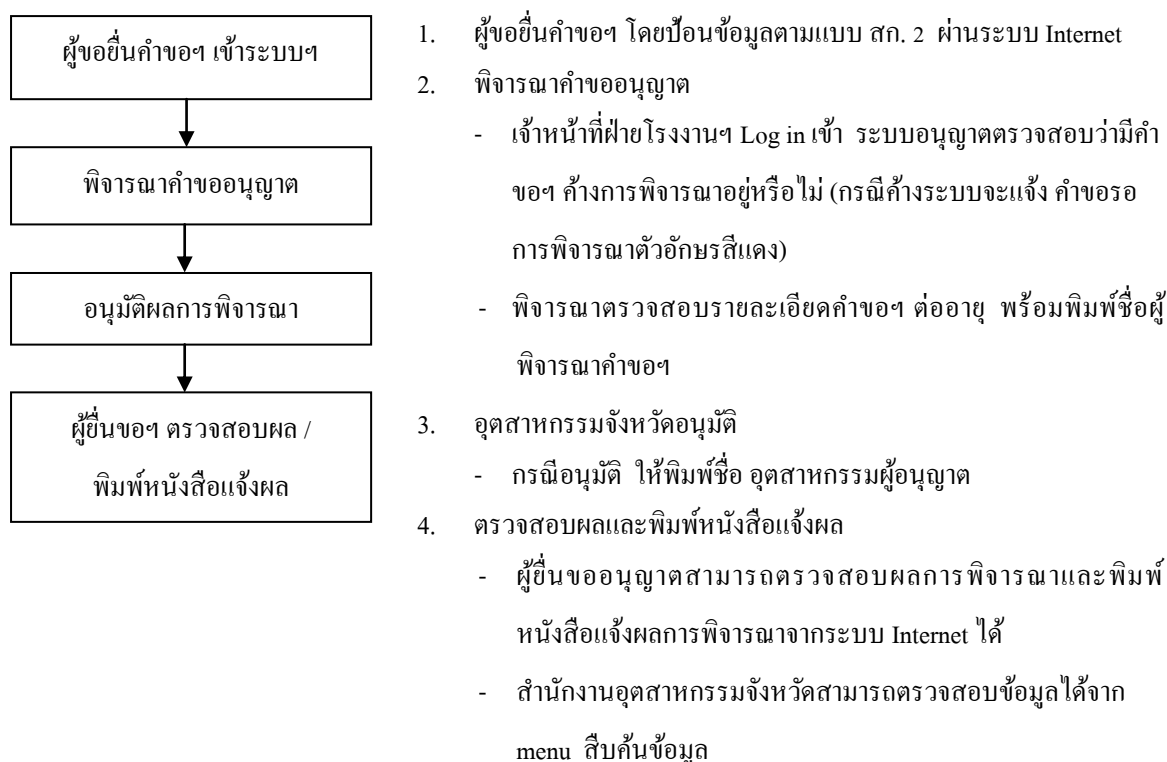 ผู้ขอยื่นคำขอฯ เข้าระบบฯ
พิจารณาคำขออนุญาต
อนุมัติผลการพิจารณา
ผู้ยื่นขอฯ ตรวจสอบผล /
พิมพ์หนังสือแจ้งผล
1. ผู้ขอยื่นคำขอฯ โดยป้อนข้อมูลตามแบบ สก. 2 ผ่านระบบ Internet
2. พิจารณาคำขออนุญาต
- เจ้าหน้าที่ฝ่ายโรงงานฯ Log in เข้า ระบบอนุญาตตรวจสอบว่ามีคำ
ขอฯ ค้างการพิจารณาอยู่หรือไม่ (กรณีค้างระบบจะแจ้ง คำขอรอ
การพิจารณาตัวอักษรสีแดง)
- พิจารณาตรวจสอบรายละเอียดคำขอฯ ต่ออายุ พร้อมพิมพ์ชื่อผู้
พิจารณาคำขอฯ
3. อุตสาหกรรมจังหวัดอนุมัติ
- กรณีอนุมัติ ให้พิมพ์ชื่อ อุตสาหกรรมผู้อนุญาต
4. ตรวจสอบผลและพิมพ์หนังสือแจ้งผล
- ผู้ยื่นขออนุญาตสามารถตรวจสอบผลการพิจารณาและพิมพ์
หนังสือแจ้งผลการพิจารณาจากระบบ Internet ได้
- สำนักงานอุตสาหกรรมจังหวัดสามารถตรวจสอบข้อมูลได้จาก
menu สืบค้นข้อมูล